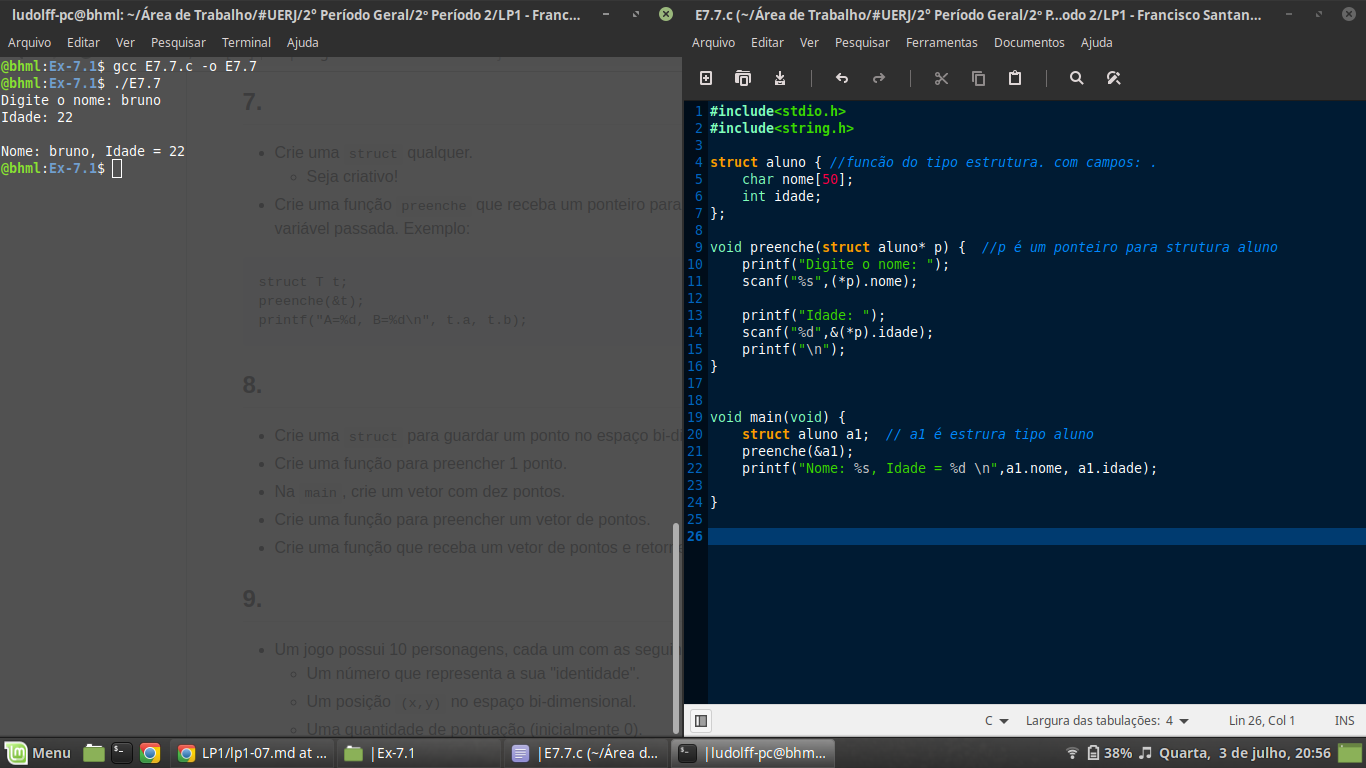 ludolff-pc@bhml: ~/Área de Trabalho/#UERJ/2° Período Geral/2º Período 2/LP1 - Franc...
Arquivo Editar Ver Pesquisar Terminal Ajuda
@bhml:Ex-7.1$ gcc E7.7.c -o E7.7
@bhml:Ex-7.1$ ./E7.7
Digite o nome: bruno
Idade: 22
Nome: bruno, Idade = 22
@bhml:Ex-7.1$
7.
Crie uma struct qualquer.
Seja criativo!
Crie uma função preenche que receba um ponteiro para
variável passada. Exemplo:
struct T t;
preenche(&t);
printf("A=%d, B=%d\n", t.a, t.b);
8.
Crie uma struct para guardar um ponto no espaço bi-di
Crie uma função para preencher 1 ponto.
Na main, crie um vetor com dez pontos.
Crie uma função para preencher um vetor de pontos.
Crie uma função que receba um vetor de pontos e retorne
9.
Um jogo possui 10 personagens, cada um com as segui
Um número que representa a sua "identidade".
Um posição (x,y) no espaço bi-dimensional.
Uma quantidade de pontuação (inicialmente 0).
E7.7.c (~/Área de Trabalho/#UERJ/2° Período Geral/2º P...odo 2/LP1 - Francisco Santan...
Arquivo Editar Ver Pesquisar Ferramentas Documentos Ajuda
1 #include<stdio.h>
2 #include<string.h>
3
4 struct aluno { //funcão do tipo estrutura. com campos: .
5 char nome[50];
6 int idade;
7 };
8
9 void preenche(struct aluno* p) { //p é um ponteiro para strutura aluno
10 printf("Digite o nome: ");
11 scanf("%s",(*p).nome);
12
13 printf("Idade: ");
14 scanf("%d",&(*p).idade);
15 printf("\n");
16 }
17
18
19 void main(void) {
20 struct aluno a1; // a1 é estrura tipo aluno
21 preenche(&a1);
22 printf("Nome: %s, Idade = %d \n",a1.nome, a1.idade);
23
24 }
25
26
C Largura das tabulações: 4 Lin 26, Col 1 INS
Menu LP1/lp1-07.md at ... |Ex-7.1 |E7.7.c (~/Área d... |ludolff-pc@bhm... 38% Quarta, 3 de julho, 20:56